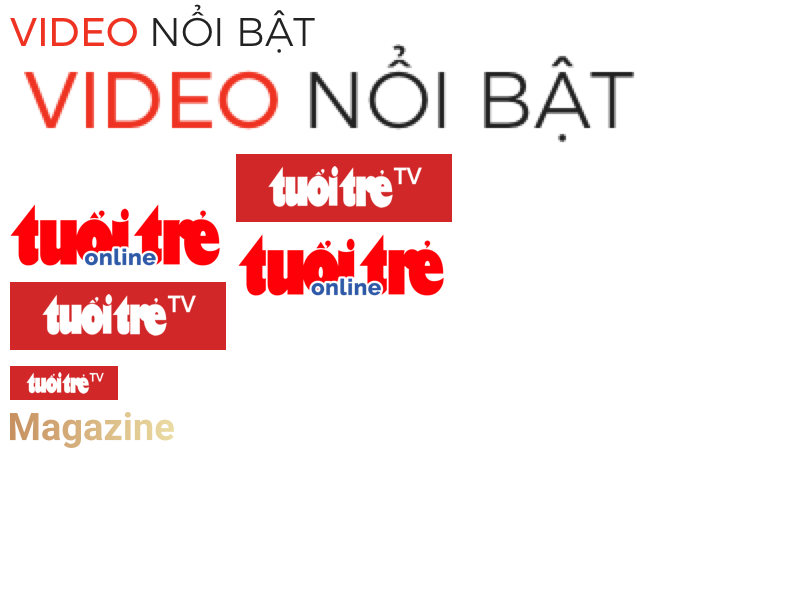 VIDEO NỔI BẬT
VIDEO NỔI BẬT
tuổi trẻ TV
tuổi trẻ online
tuổi trẻ online
tuổi trẻ TV
tuổi trẻ TV
Magazine